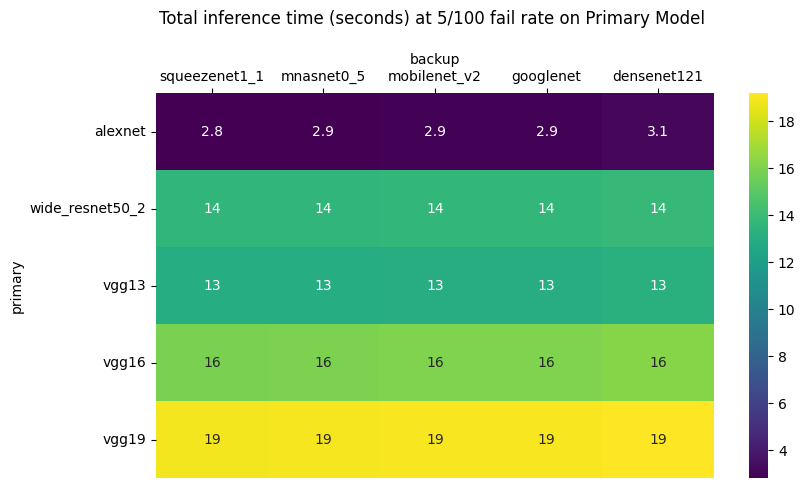 Total inference time (seconds) at 5/100 fail rate on Primary Model
backup
squeezenet1_1 mnasnet0_5 mobilenet_v2 googlenet densenet121
primary
alexnet 2.8 2.9 2.9 2.9 3.1
wide_resnet50_2 14 14 14 14 14
vgg13 13 13 13 13 13
vgg16 16 16 16 16 16
vgg19 19 19 19 19 19
18
16
14
12
10
8
6
4